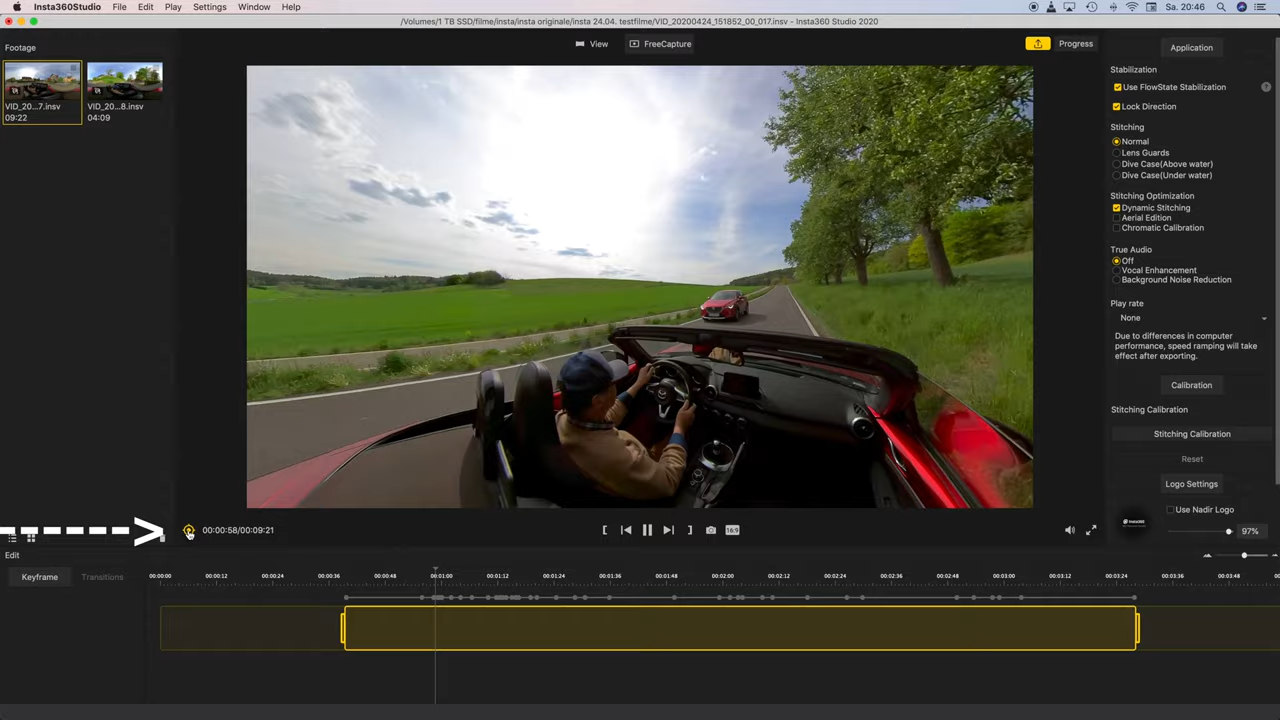 Insta360Studio File Edit Play Settings Window Help
Sa. 20:46
/Volumes/1 TB SSD/filme/insta/insta originale/insta 24.04. testfilme/VID_20200424_151852_00_017.insv - Insta360 Studio 2020
Footage
View FreeCapture
Progress
Application
VID_20...7.insv
09:22
VID_20...8.insv
04:09
Stabilization
Use FlowState Stabilization ?
Lock Direction
Stitching
Normal
Lens Guards
Dive Case(Above water)
Dive Case(Under water)
Stitching Optimization
Dynamic Stitching
Aerial Edition
Chromatic Calibration
True Audio
Off
Vocal Enhancement
Background Noise Reduction
Play rate
None
Due to differences in computer
performance, speed ramping will take
effect after exporting.
Calibration
Stitching Calibration
Stitching Calibration
Reset
Logo Settings
Use Nadir Logo
Insta360
97%
00:00:58/00:09:21
16:9
Edit
Keyframe Transitions
00:00:00 00:00:12 00:00:24 00:00:36 00:00:48 00:01:00 00:01:12 00:01:24 00:01:36 00:01:48 00:02:00 00:02:12 00:02:24 00:02:36 00:02:48 00:03:00 00:03:12 00:03:24 00:03:36 00:03:48